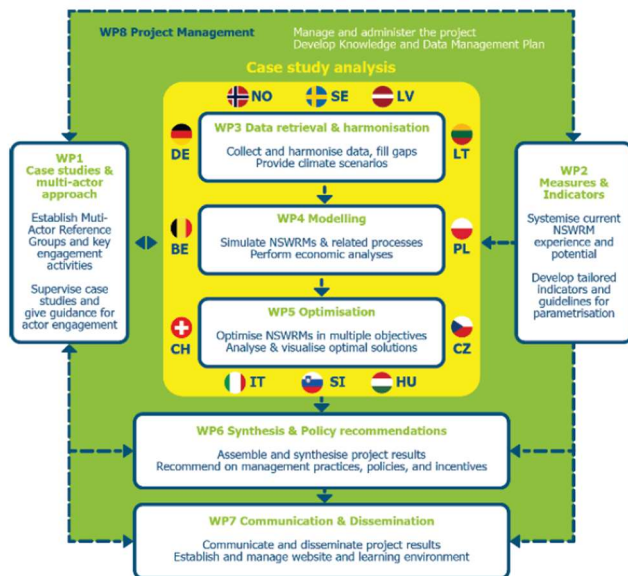 WP8 Project Management
Manage and administer the project
Develop Knowledge and Data Management Plan
Case study analysis
NO SE LV
DE
LT
WP3 Data retrieval & harmonisation
Collect and harmonise data, fill gaps
Provide climate scenarios
WP1
Case studies &
multi-actor
approach
Establish Muti-
Actor Reference
Groups and key
engagement
activities
Supervise case
studies and
give guidance for
actor engagement
BE
PL
WP4 Modelling
Simulate NSWRMs & related processes
Perform economic analyses
WP2
Measures &
Indicators
Systemise current
NSWRM
experience and
potential
Develop tailored
indicators and
guidelines for
parametrisation
CH
CZ
WP5 Optimisation
Optimise NSWRMs in multiple objectives
Analyse & visualise optimal solutions
IT SI HU
WP6 Synthesis & Policy recommendations
Assemble and synthesise project results
Recommend on management practices, policies, and incentives
WP7 Communication & Dissemination
Communicate and disseminate project results
Establish and manage website and learning environment